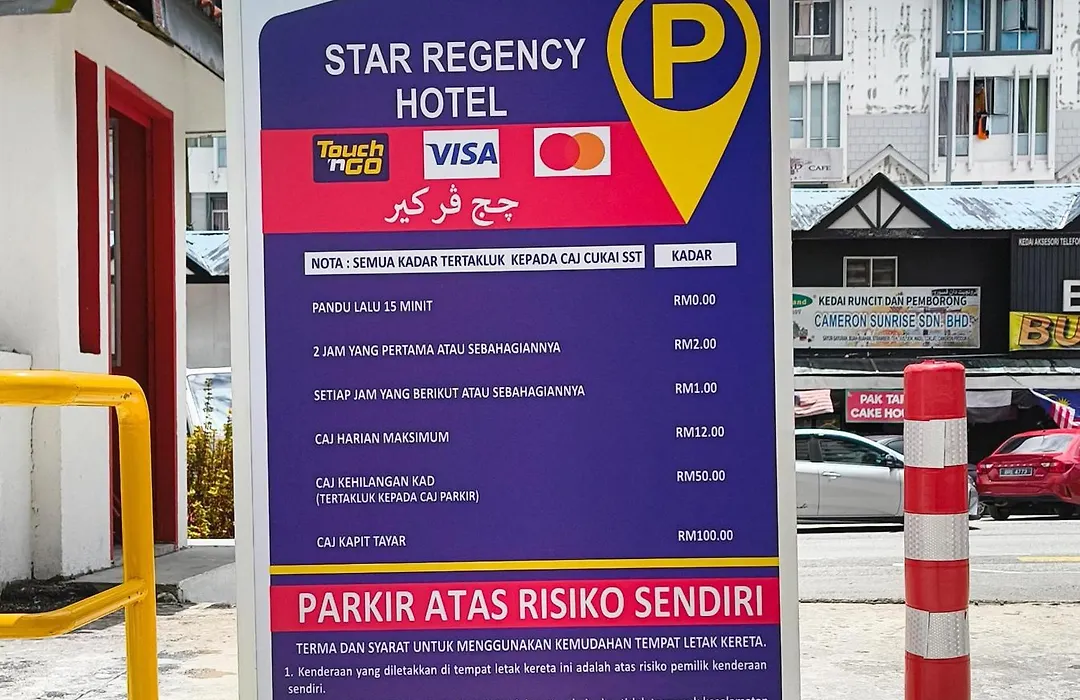 STAR REGENCY
HOTEL
P
Touch
'n GO
VISA
چج ڤركير
NOTA : SEMUA KADAR TERTAKLUK KEPADA CAJ CUKAI SST
KADAR
PANDU LALU 15 MINIT
RM0.00
2 JAM YANG PERTAMA ATAU SEBAHAGIANNYA
RM2.00
SETIAP JAM YANG BERIKUT ATAU SEBAHAGIANNYA
RM1.00
CAJ HARIAN MAKSIMUM
RM12.00
CAJ KEHILANGAN KAD
(TERTAKLUK KEPADA CAJ PARKIR)
RM50.00
CAJ KAPIT TAYAR
RM100.00
PARKIR ATAS RISIKO SENDIRI
TERMA DAN SYARAT UNTUK MENGGUNAKAN KEMUDAHAN TEMPAT LETAK KERETA.
1. Kenderaan yang diletakkan di tempat letak kereta ini adalah atas risiko pemilik kenderaan
sendiri.
CAFE
KEDAI AKSESORI TELEFO
KEDAI RUNCIT DAN PEMBORONG
CAMERON SUNRISE SDN. BHD.
BU
PAK TA
CAKE HO